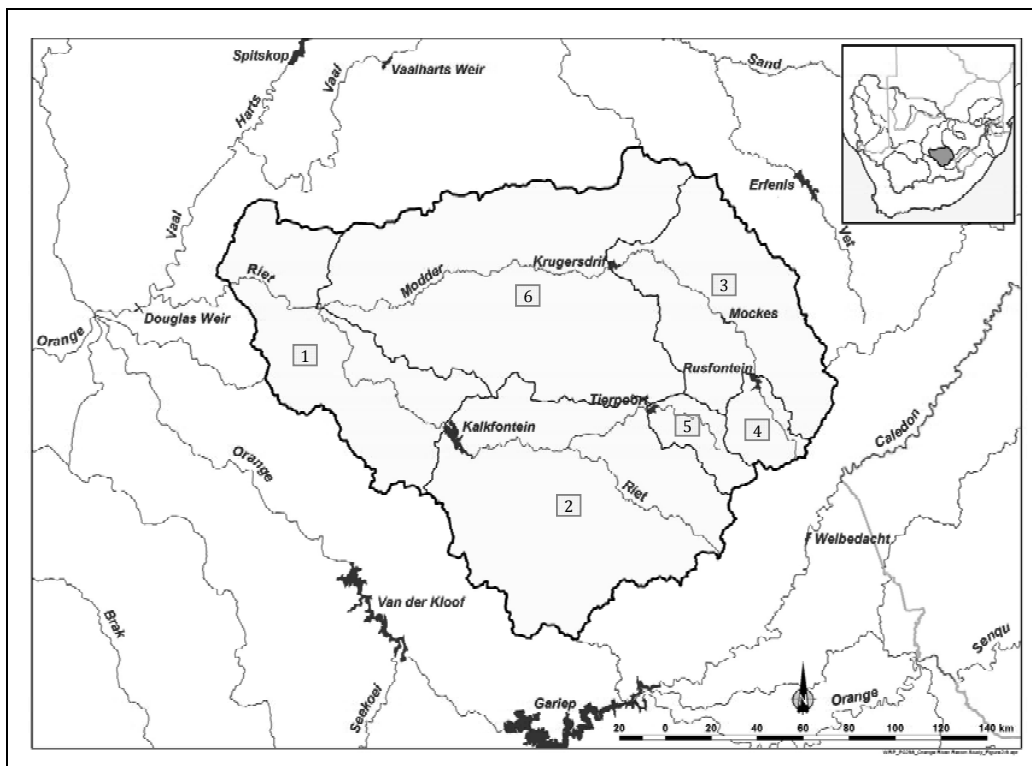 Spitskop
Vaalharts Weir
Sand
Vaal
Harts
Erfenis
Vaal
Vet
Riet
Modder
Krugersdrif
6
3
Douglas Weir
Mockes
Orange
1
Rusfontein
Tierpoort
Kalkfontein
5
4
Caledon
Orange
Riet
2
Welbedacht
Van der Kloof
Brak
Senqu
Seekoei
Gariep
Orange
20 0 20 40 60 80 100 120 140 km